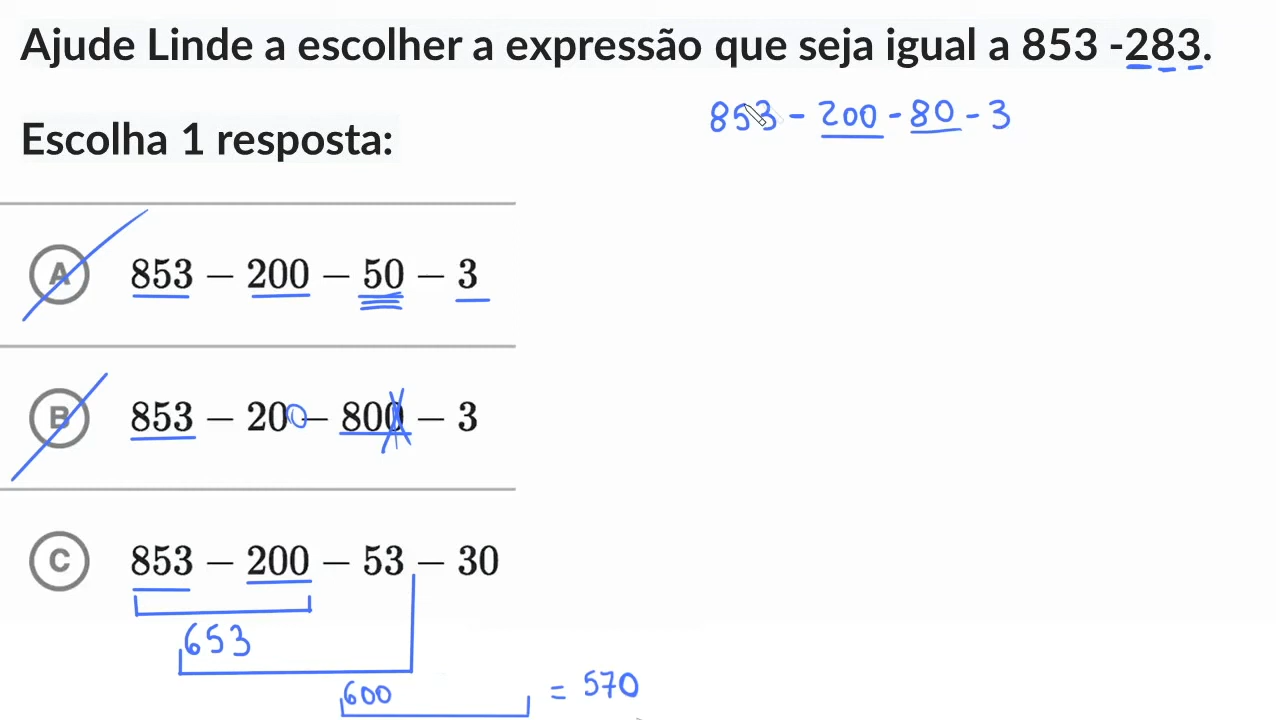 Ajude Linde a escolher a expressão que seja igual a 853 -283.
853 - 200 - 80 - 3
Escolha 1 resposta:
A 853 − 200 − 50 − 3
B 853 − 200 − 800 − 3
C 853 − 200 − 53 − 30
653
600 = 570